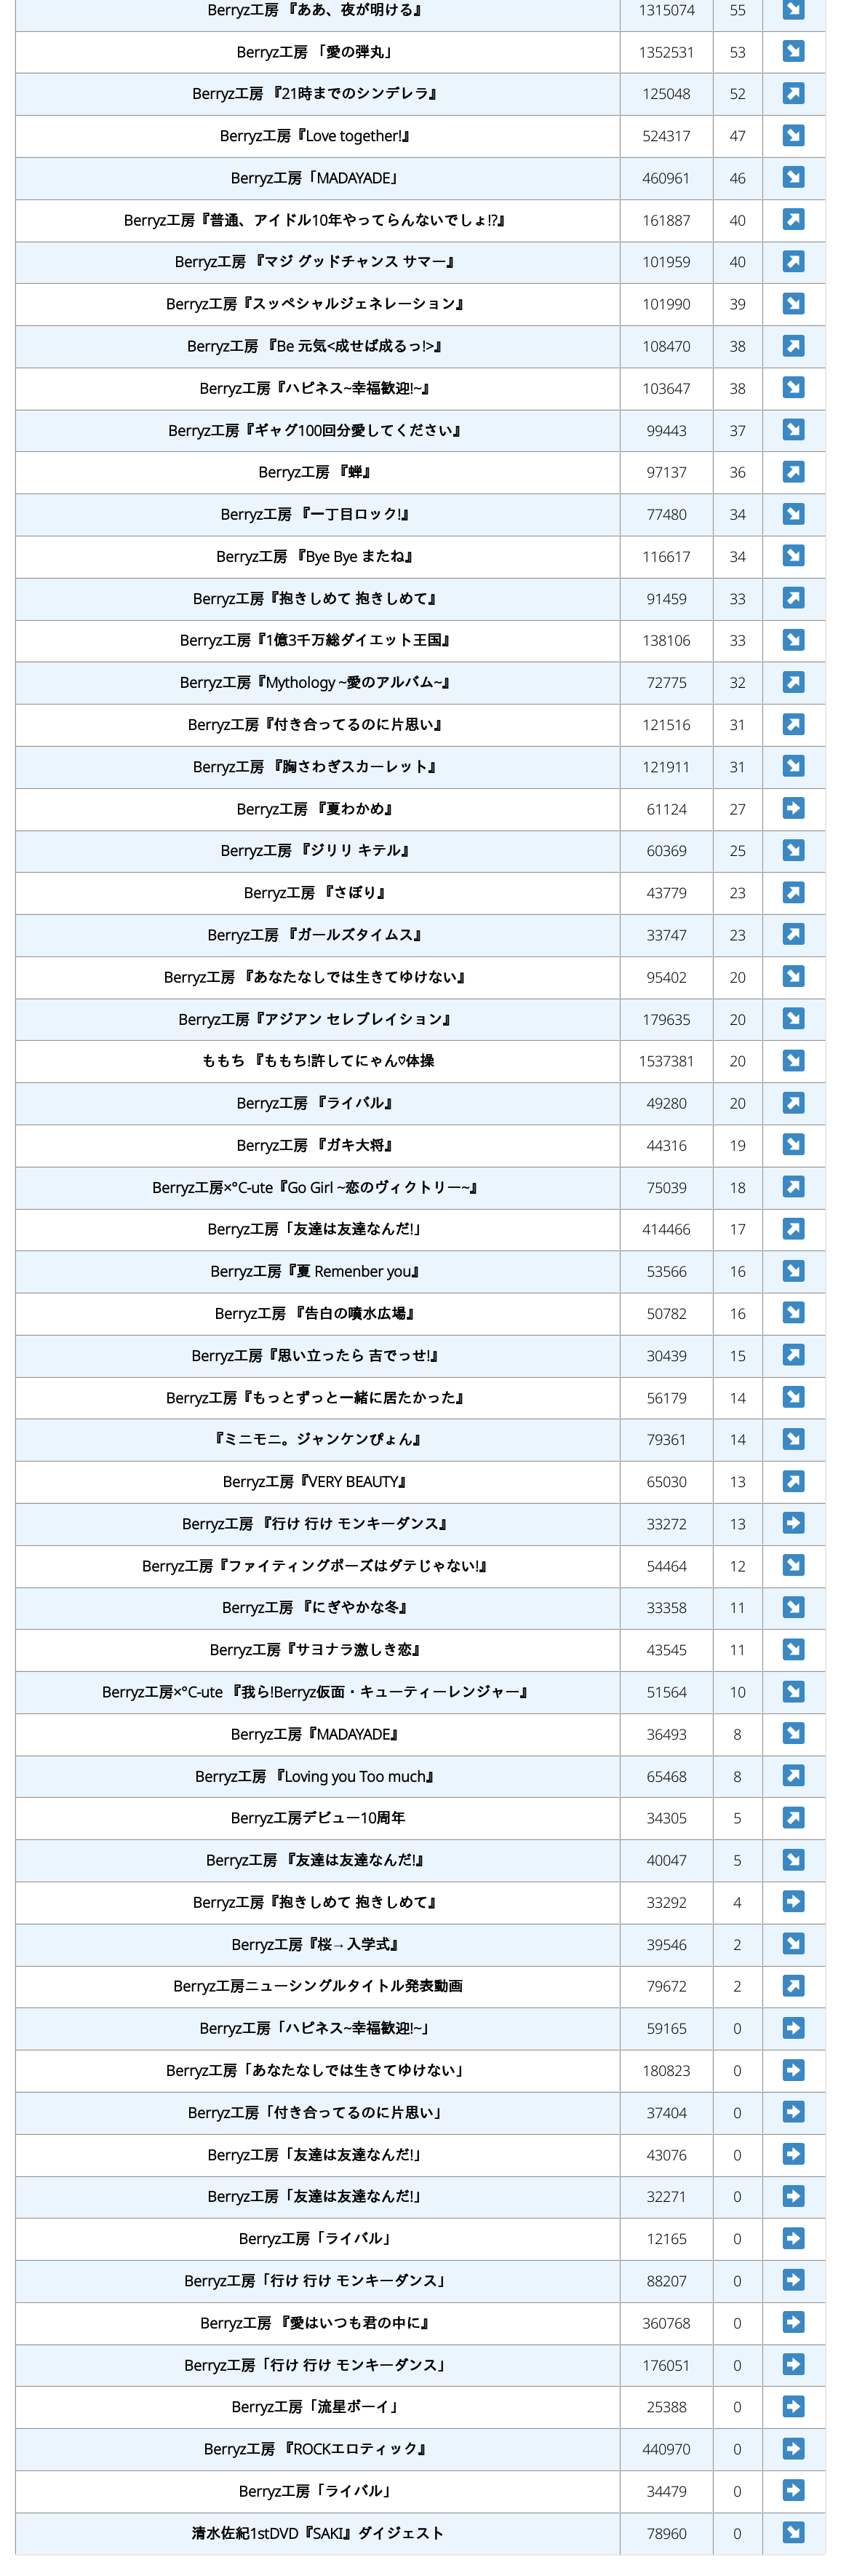 Berryz工房 『ああ、夜が明ける』 1315074 55 ↘
Berryz工房 「愛の弾丸」 1352531 53 ↘
Berryz工房 『21時までのシンデレラ』 125048 52 ↗
Berryz工房『Love together!』 524317 47 ↘
Berryz工房「MADAYADE」 460961 46 ↘
Berryz工房『普通、アイドル10年やってらんないでしょ!?』 161887 40 ↗
Berryz工房 『マジ グッドチャンス サマー』 101959 40 ↗
Berryz工房『スッペシャルジェネレーション』 101990 39 ↘
Berryz工房 『Be 元気<成せば成るっ!>』 108470 38 ↗
Berryz工房『ハピネス~幸福歓迎!~』 103647 38 ↘
Berryz工房『ギャグ100回分愛してください』 99443 37 ↘
Berryz工房 『蝉』 97137 36 ↗
Berryz工房 『一丁目ロック!』 77480 34 ↘
Berryz工房 『Bye Bye またね』 116617 34 ↘
Berryz工房『抱きしめて 抱きしめて』 91459 33 ↗
Berryz工房『1億3千万総ダイエット王国』 138106 33 ↘
Berryz工房『Mythology ~愛のアルバム~』 72775 32 ↗
Berryz工房『付き合ってるのに片思い』 121516 31 ↗
Berryz工房 『胸さわぎスカーレット』 121911 31 ↘
Berryz工房 『夏わかめ』 61124 27 ➡
Berryz工房 『ジリリ キテル』 60369 25 ↘
Berryz工房 『さぼり』 43779 23 ↗
Berryz工房 『ガールズタイムス』 33747 23 ↗
Berryz工房 『あなたなしでは生きてゆけない』 95402 20 ↘
Berryz工房『アジアン セレブレイション』 179635 20 ↘
ももち 『ももち!許してにゃん♡体操 1537381 20 ↘
Berryz工房 『ライバル』 49280 20 ↗
Berryz工房 『ガキ大将』 44316 19 ↘
Berryz工房×°C-ute『Go Girl ~恋のヴィクトリー~』 75039 18 ↗
Berryz工房「友達は友達なんだ!」 414466 17 ↗
Berryz工房『夏 Remenber you』 53566 16 ↘
Berryz工房 『告白の噴水広場』 50782 16 ↘
Berryz工房『思い立ったら 吉でっせ!』 30439 15 ↗
Berryz工房『もっとずっと一緒に居たかった』 56179 14 ↘
『ミニモニ。ジャンケンぴょん』 79361 14 ↘
Berryz工房『VERY BEAUTY』 65030 13 ↗
Berryz工房 『行け 行け モンキーダンス』 33272 13 ➡
Berryz工房『ファイティングポーズはダテじゃない!』 54464 12 ↘
Berryz工房 『にぎやかな冬』 33358 11 ↘
Berryz工房『サヨナラ激しき恋』 43545 11 ↘
Berryz工房×°C-ute 『我ら!Berryz仮面・キューティーレンジャー』 51564 10 ↘
Berryz工房『MADAYADE』 36493 8 ↘
Berryz工房 『Loving you Too much』 65468 8 ↗
Berryz工房デビュー10周年 34305 5 ↗
Berryz工房 『友達は友達なんだ!』 40047 5 ↘
Berryz工房『抱きしめて 抱きしめて』 33292 4 ➡
Berryz工房『桜→入学式』 39546 2 ↘
Berryz工房ニューシングルタイトル発表動画 79672 2 ↗
Berryz工房「ハピネス~幸福歓迎!~」 59165 0 ➡
Berryz工房「あなたなしでは生きてゆけない」 180823 0 ➡
Berryz工房「付き合ってるのに片思い」 37404 0 ➡
Berryz工房「友達は友達なんだ!」 43076 0 ➡
Berryz工房「友達は友達なんだ!」 32271 0 ➡
Berryz工房「ライバル」 12165 0 ➡
Berryz工房「行け 行け モンキーダンス」 88207 0 ➡
Berryz工房 『愛はいつも君の中に』 360768 0 ➡
Berryz工房「行け 行け モンキーダンス」 176051 0 ➡
Berryz工房「流星ボーイ」 25388 0 ➡
Berryz工房 『ROCKエロティック』 440970 0 ➡
Berryz工房「ライバル」 34479 0 ➡
清水佐紀1stDVD『SAKI』ダイジェスト 78960 0 ↘